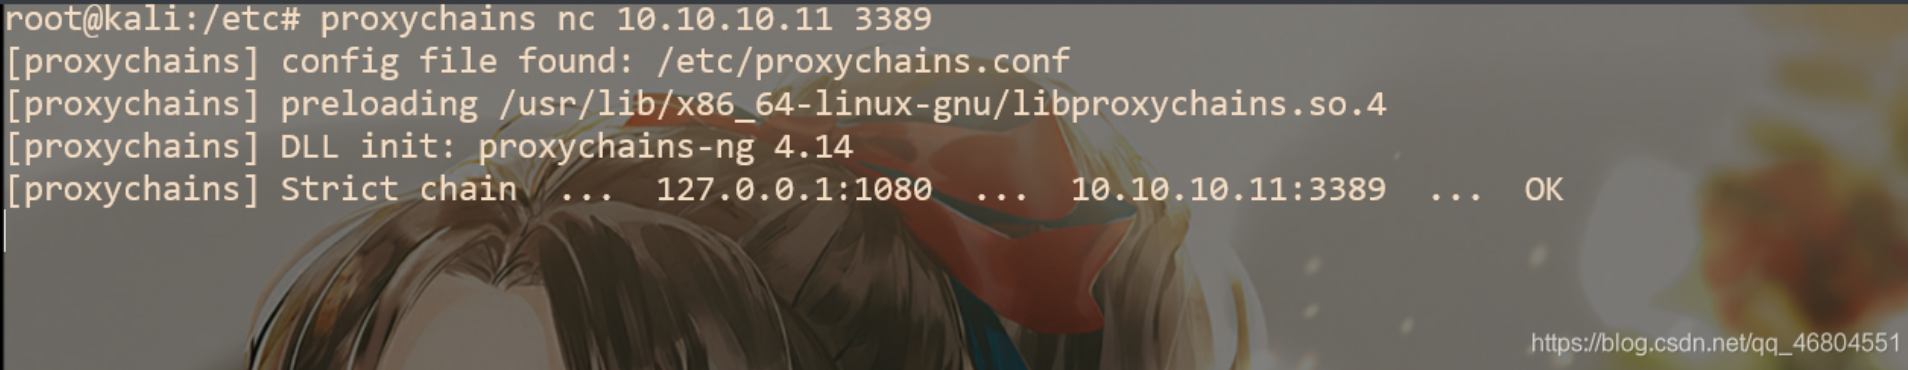 root@kali:/etc# proxychains nc 10.10.10.11 3389
[proxychains] config file found: /etc/proxychains.conf
[proxychains] preloading /usr/lib/x86_64-linux-gnu/libproxychains.so.4
[proxychains] DLL init: proxychains-ng 4.14
[proxychains] Strict chain  ...  127.0.0.1:1080  ...  10.10.10.11:3389  ...  OK
https://blog.csdn.net/qq_46804551